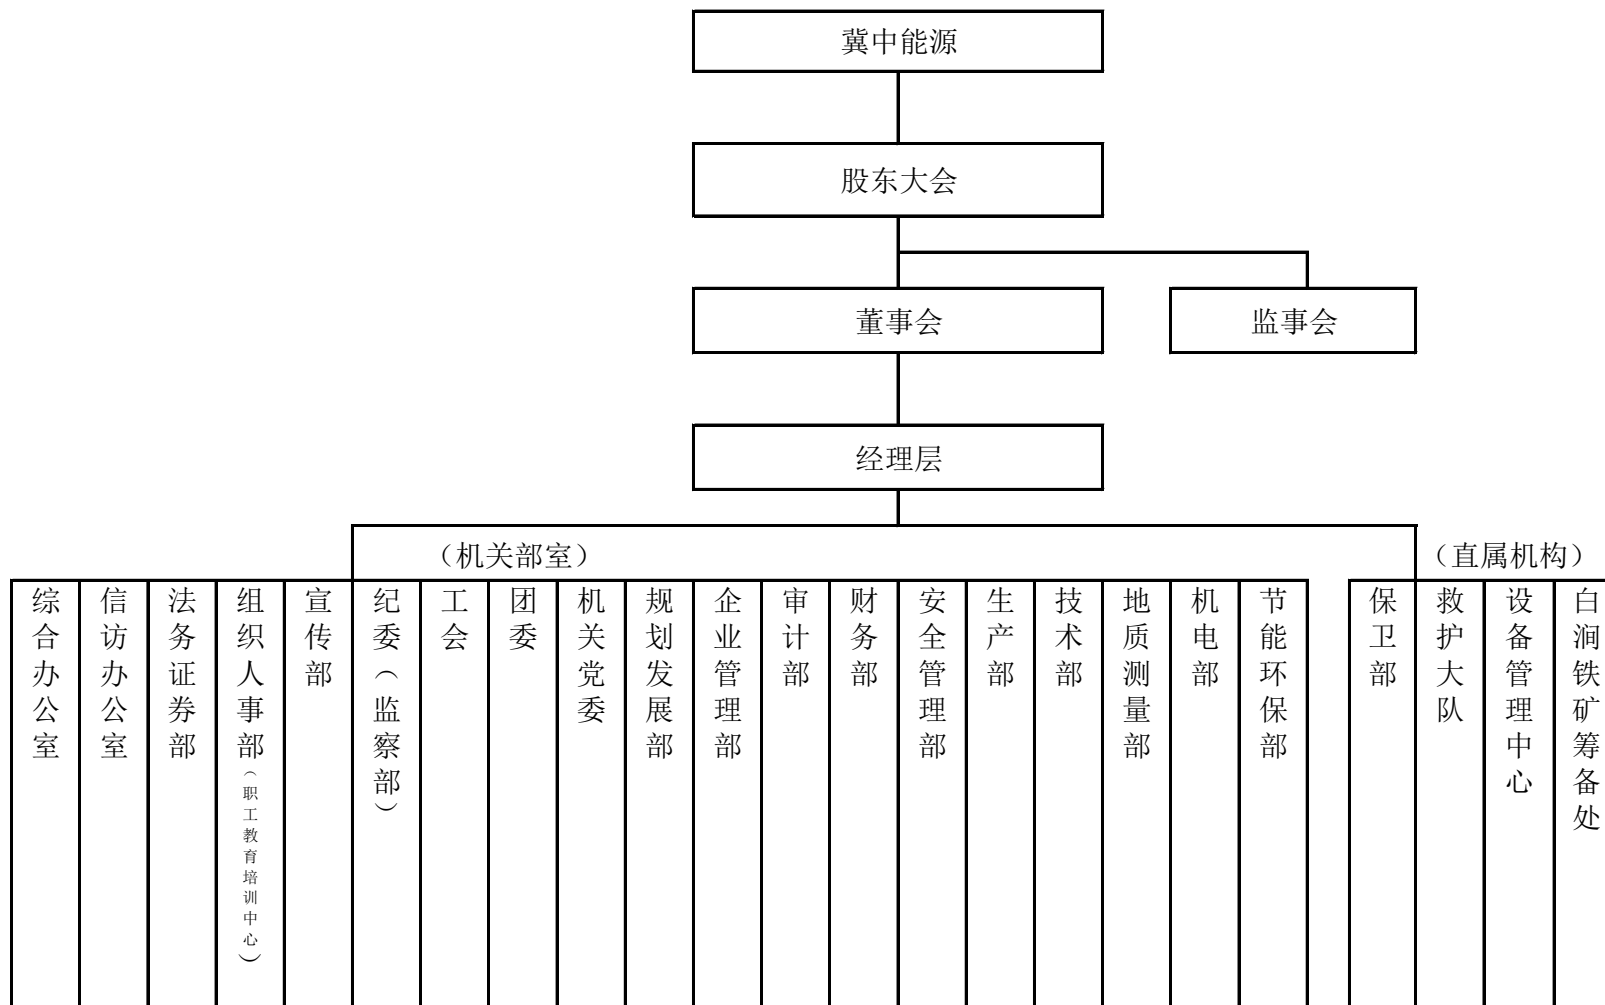 冀中能源
股东大会
董事会
监事会
经理层
（机关部室）
（直属机构）
综合办公室
信访办公室
法务证券部
组织人事部（职工教育培训中心）
宣传部
纪委（监察部）
工会
团委
机关党委
规划发展部
企业管理部
审计部
财务部
安全管理部
生产部
技术部
地质测量部
机电部
节能环保部
保卫部
救护大队
设备管理中心
白涧铁矿筹备处